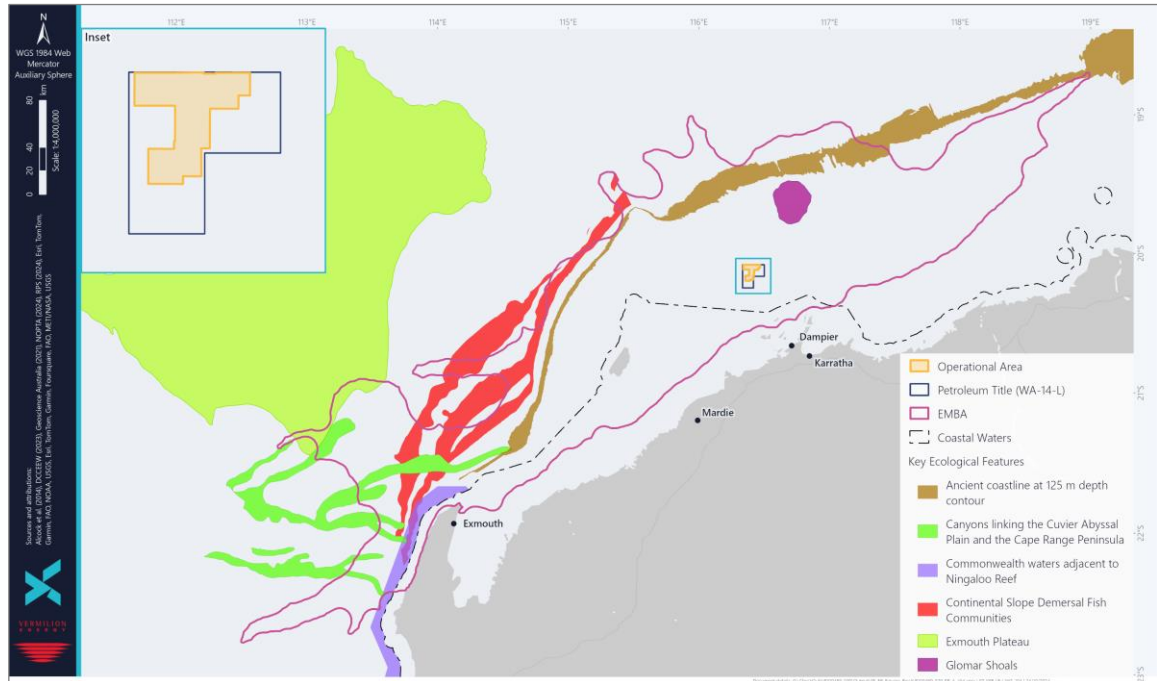 N
WGS 1984 Web
Mercator
Auxiliary Sphere
km
80
40
20
0
Scale: 1:4,000,000
Sources and attributions:
Alcock et al. (2014), DCCEEW (2023), Geoscience Australia (2021), NOPTA (2024), RPS (2024), Esri, TomTom,
Garmin, FAO, NOAA, USGS, Esri, TomTom, Garmin, Foursquare, FAO, METI/NASA, USGS
VERMILION
ENERGY
112°E
113°E
114°E
115°E
116°E
117°E
118°E
119°E
Inset
19°S
20°S
21°S
22°S
23°S
Dampier
Karratha
Mardie
Exmouth
Operational Area
Petroleum Title (WA-14-L)
EMBA
Coastal Waters
Key Ecological Features
Ancient coastline at 125 m depth
contour
Canyons linking the Cuvier Abyssal
Plain and the Cape Range Peninsula
Commonwealth waters adjacent to
Ningaloo Reef
Continental Slope Demersal Fish
Communities
Exmouth Plateau
Glomar Shoals